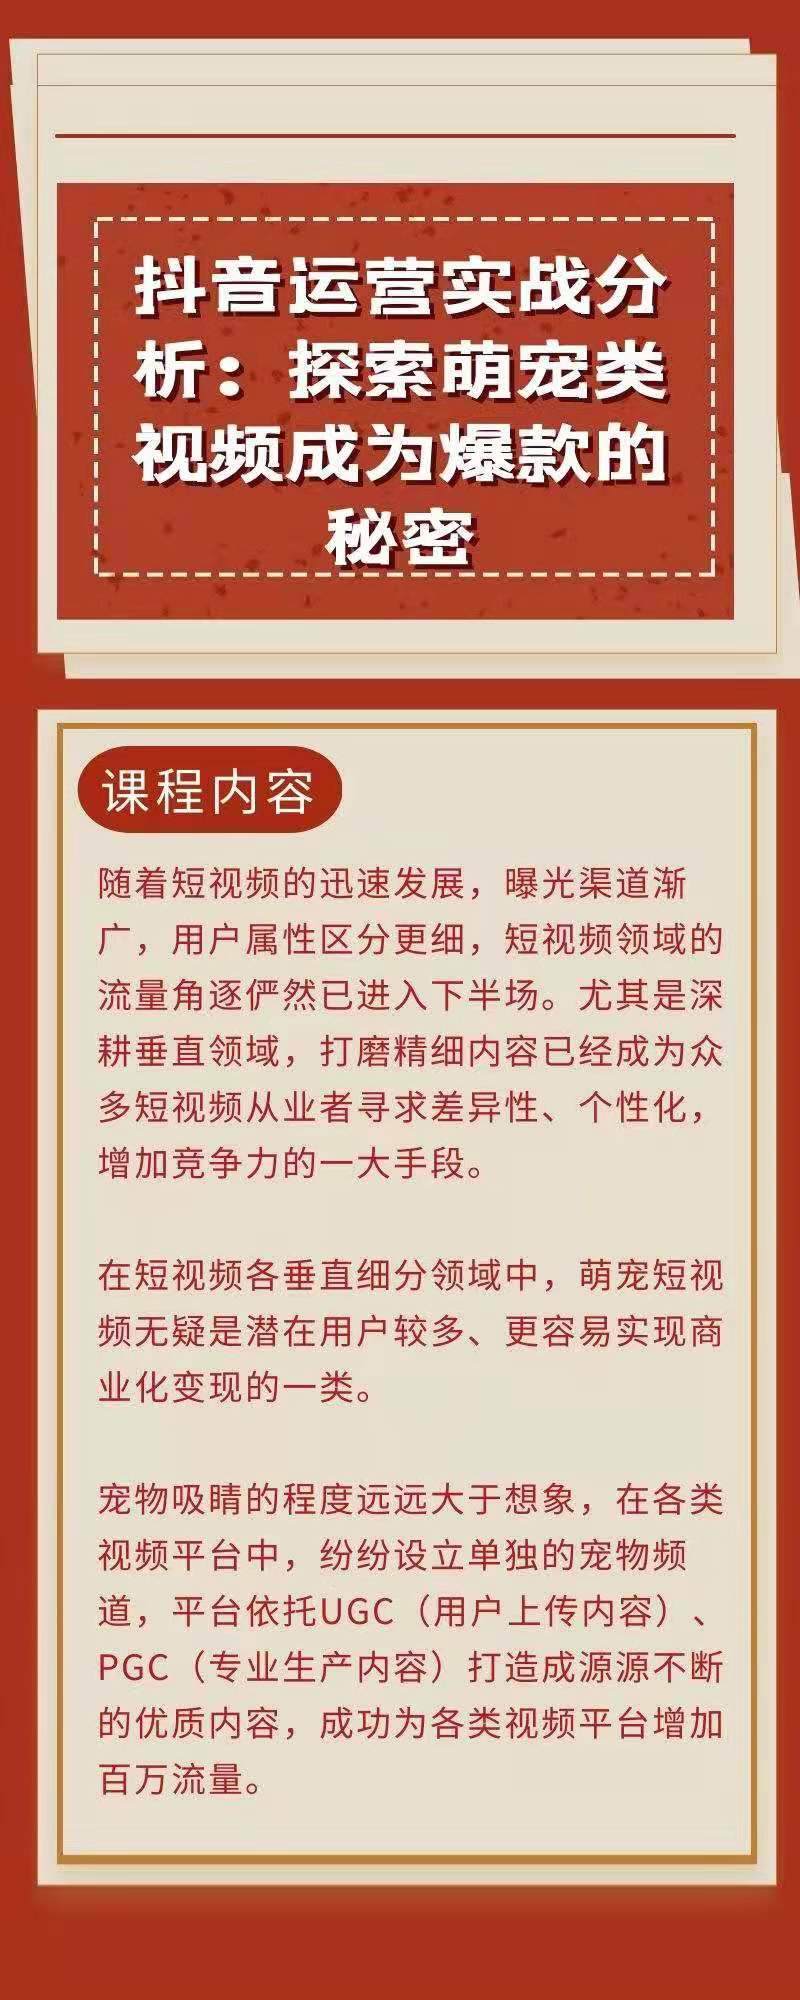 抖音运营实战分
析：探索萌宠类
视频成为爆款的
秘密
课程内容
随着短视频的迅速发展，曝光渠道渐
广，用户属性区分更细，短视频领域的
流量角逐俨然已进入下半场。尤其是深
耕垂直领域，打磨精细内容已经成为众
多短视频从业者寻求差异性、个性化，
增加竞争力的一大手段。
在短视频各垂直细分领域中，萌宠短视
频无疑是潜在用户较多、更容易实现商
业化变现的一类。
宠物吸睛的程度远远大于想象，在各类
视频平台中，纷纷设立单独的宠物频
道，平台依托UGC（用户上传内容）、
PGC（专业生产内容）打造成源源不断
的优质内容，成功为各类视频平台增加
百万流量。